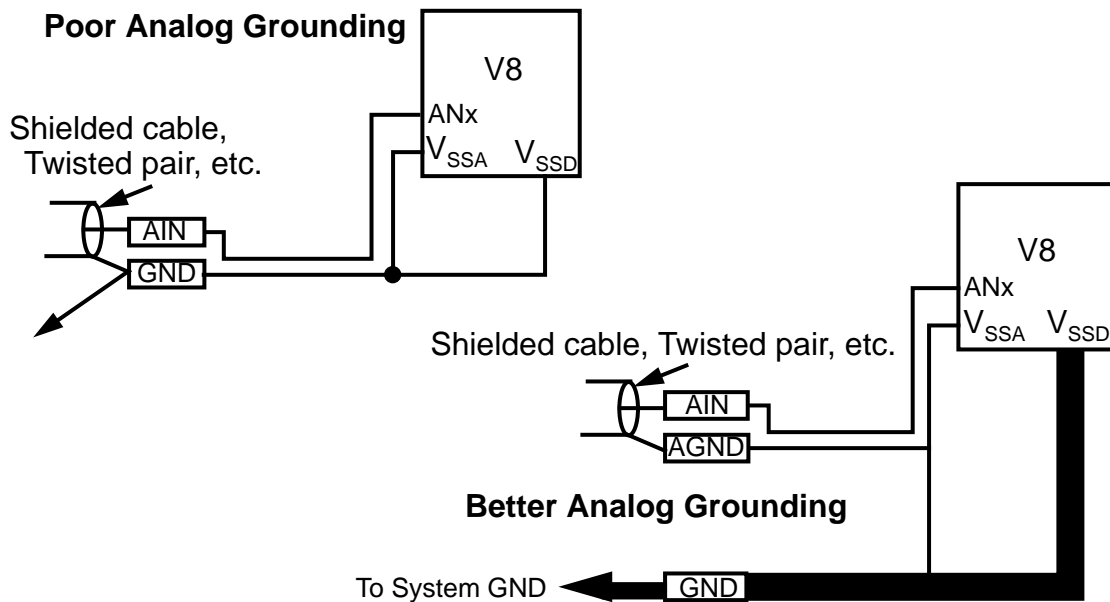 Poor Analog Grounding
V8
ANx
VSSA VSSD
Shielded cable,
Twisted pair, etc.
AIN
GND
V8
ANx
VSSA VSSD
Shielded cable, Twisted pair, etc.
AIN
AGND
Better Analog Grounding
To System GND
GND